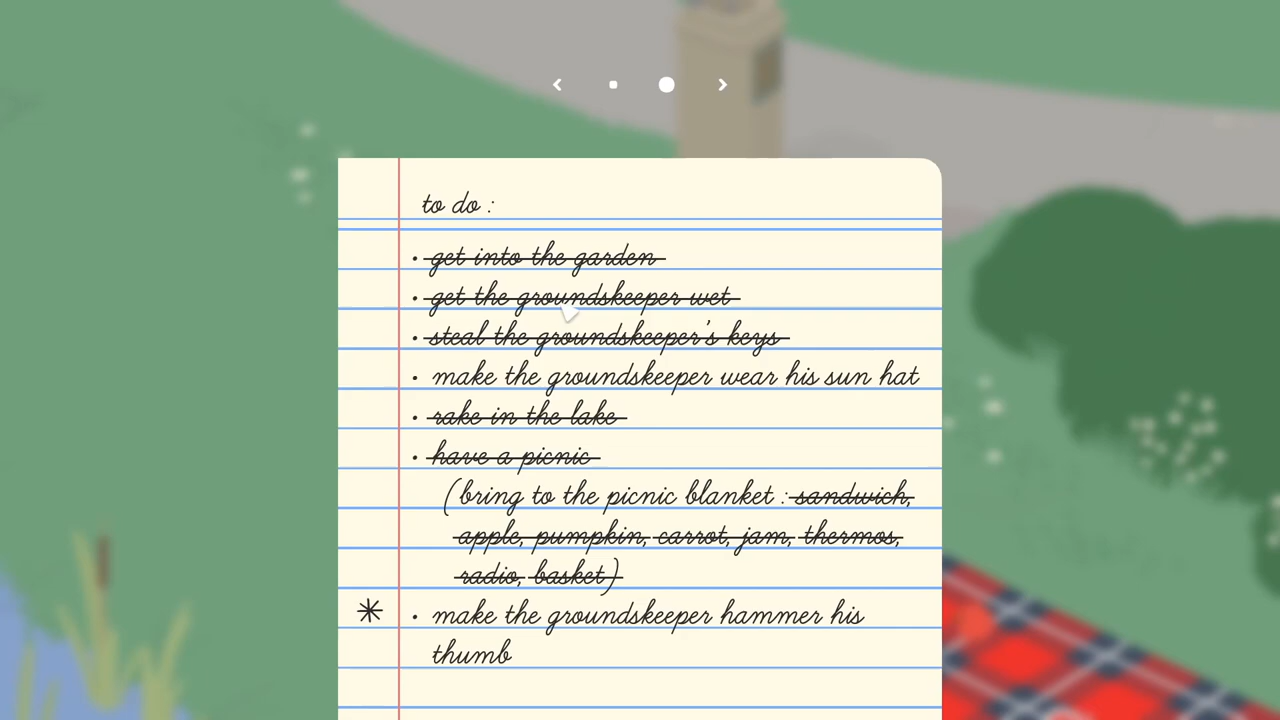 to do :
• get into the garden
• get the groundskeeper wet
• steal the groundskeeper's keys
• make the groundskeeper wear his sun hat
• rake in the lake
• have a picnic
(bring to the picnic blanket : sandwich,
apple, pumpkin, carrot, jam, thermos,
radio, basket)
• make the groundskeeper hammer his
thumb